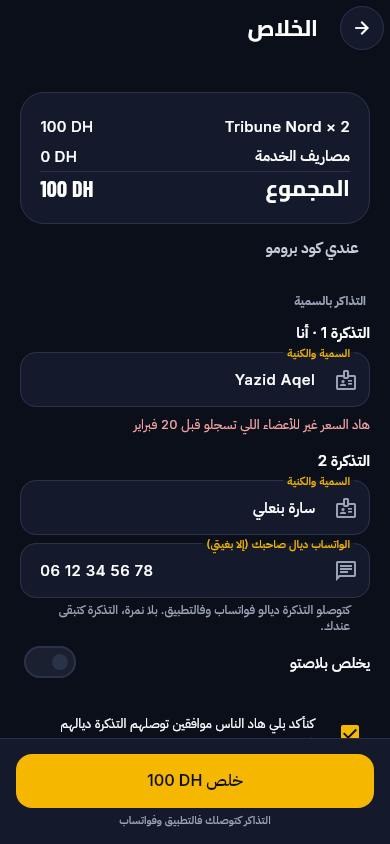 الخلاص
Tribune Nord × 2 100 DH
مصاريف الخدمة 0 DH
المجموع 100 DH
عندي كود برومو
التذاكر بالسمية
التذكرة 1 · أنا
السمية والكنية
Yazid Aqel
هاد السعر غير للأعضاء اللي تسجلو قبل 20 فبراير
التذكرة 2
السمية والكنية
سارة بنعلي
الواتساب ديال صاحبك (إلا بغيتي)
06 12 34 56 78
كتوصلو التذكرة ديالو فواتساب وفالتطبيق. بلا نمرة، التذكرة كتبقى
عندك.
يخلص بلاصتو
كنأكد بلي هاد الناس موافقين توصلهم التذكرة ديالهم
خلص 100 DH
التذاكر كتوصلك فالتطبيق وفواتساب